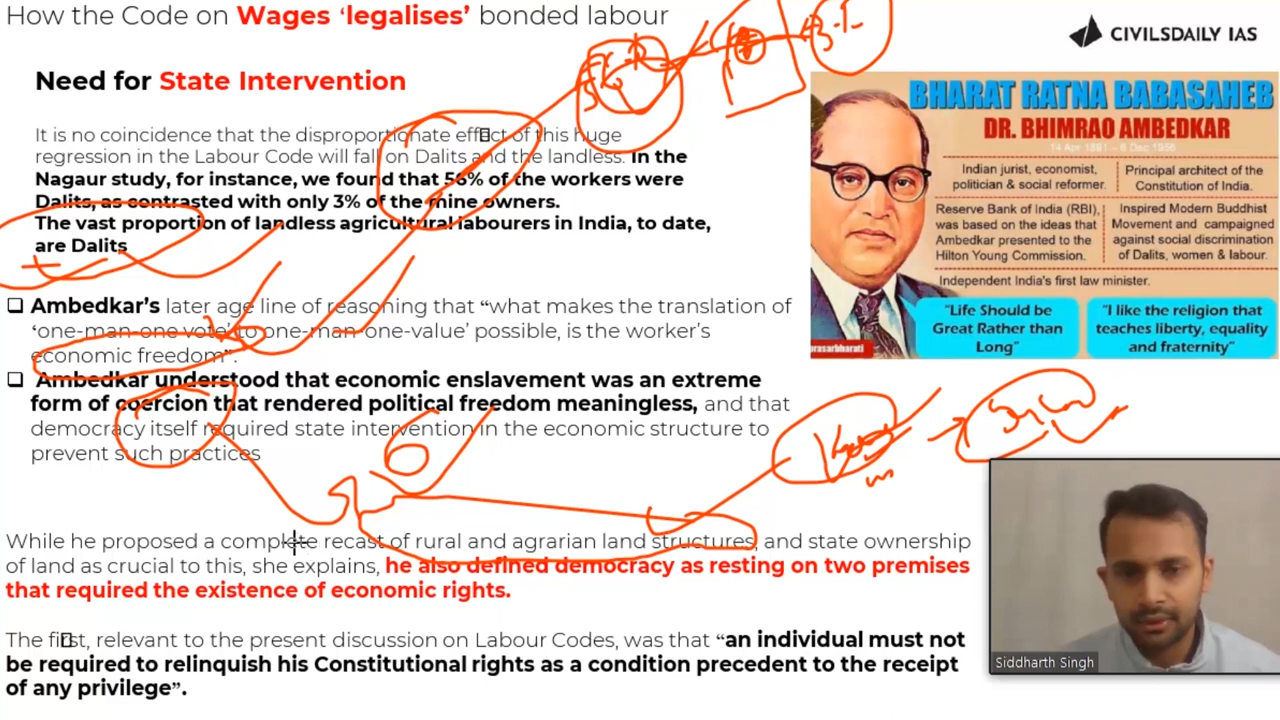 How the Code on Wages ‘legalises’ bonded labour
CIVILSDAILY IAS
Need for State Intervention
It is no coincidence that the disproportionate effect of this huge
regression in the Labour Code will fall on Dalits and the landless. In the
Nagaur study, for instance, we found that 56% of the workers were
Dalits, as contrasted with only 3% of the mine owners.
The vast proportion of landless agricultural labourers in India, to date,
are Dalits
❑ Ambedkar’s later age line of reasoning that “what makes the translation of
‘one-man-one vote’ to one-man-one-value’ possible, is the worker’s
economic freedom”.
❑ Ambedkar understood that economic enslavement was an extreme
form of coercion that rendered political freedom meaningless, and that
democracy itself required state intervention in the economic structure to
prevent such practices
While he proposed a complete recast of rural and agrarian land structures, and state ownership
of land as crucial to this, she explains, he also defined democracy as resting on two premises
that required the existence of economic rights.
The first, relevant to the present discussion on Labour Codes, was that “an individual must not
be required to relinquish his Constitutional rights as a condition precedent to the receipt
of any privilege”.
BHARAT RATNA BABASAHEB
DR. BHIMRAO AMBEDKAR
14 Apr 1891 - 6 Dec 1956
Indian jurist, economist,
politician & social reformer.
Principal architect of the
Constitution of India.
Reserve Bank of India (RBI),
was based on the ideas that
Ambedkar presented to the
Hilton Young Commission.
Inspired Modern Buddhist
Movement and campaigned
against social discrimination
of Dalits, women & labour.
Independent India's first law minister.
"Life Should be
Great Rather than
Long"
"I like the religion that
teaches liberty, equality
and fraternity"
prasarbharati
Siddharth Singh